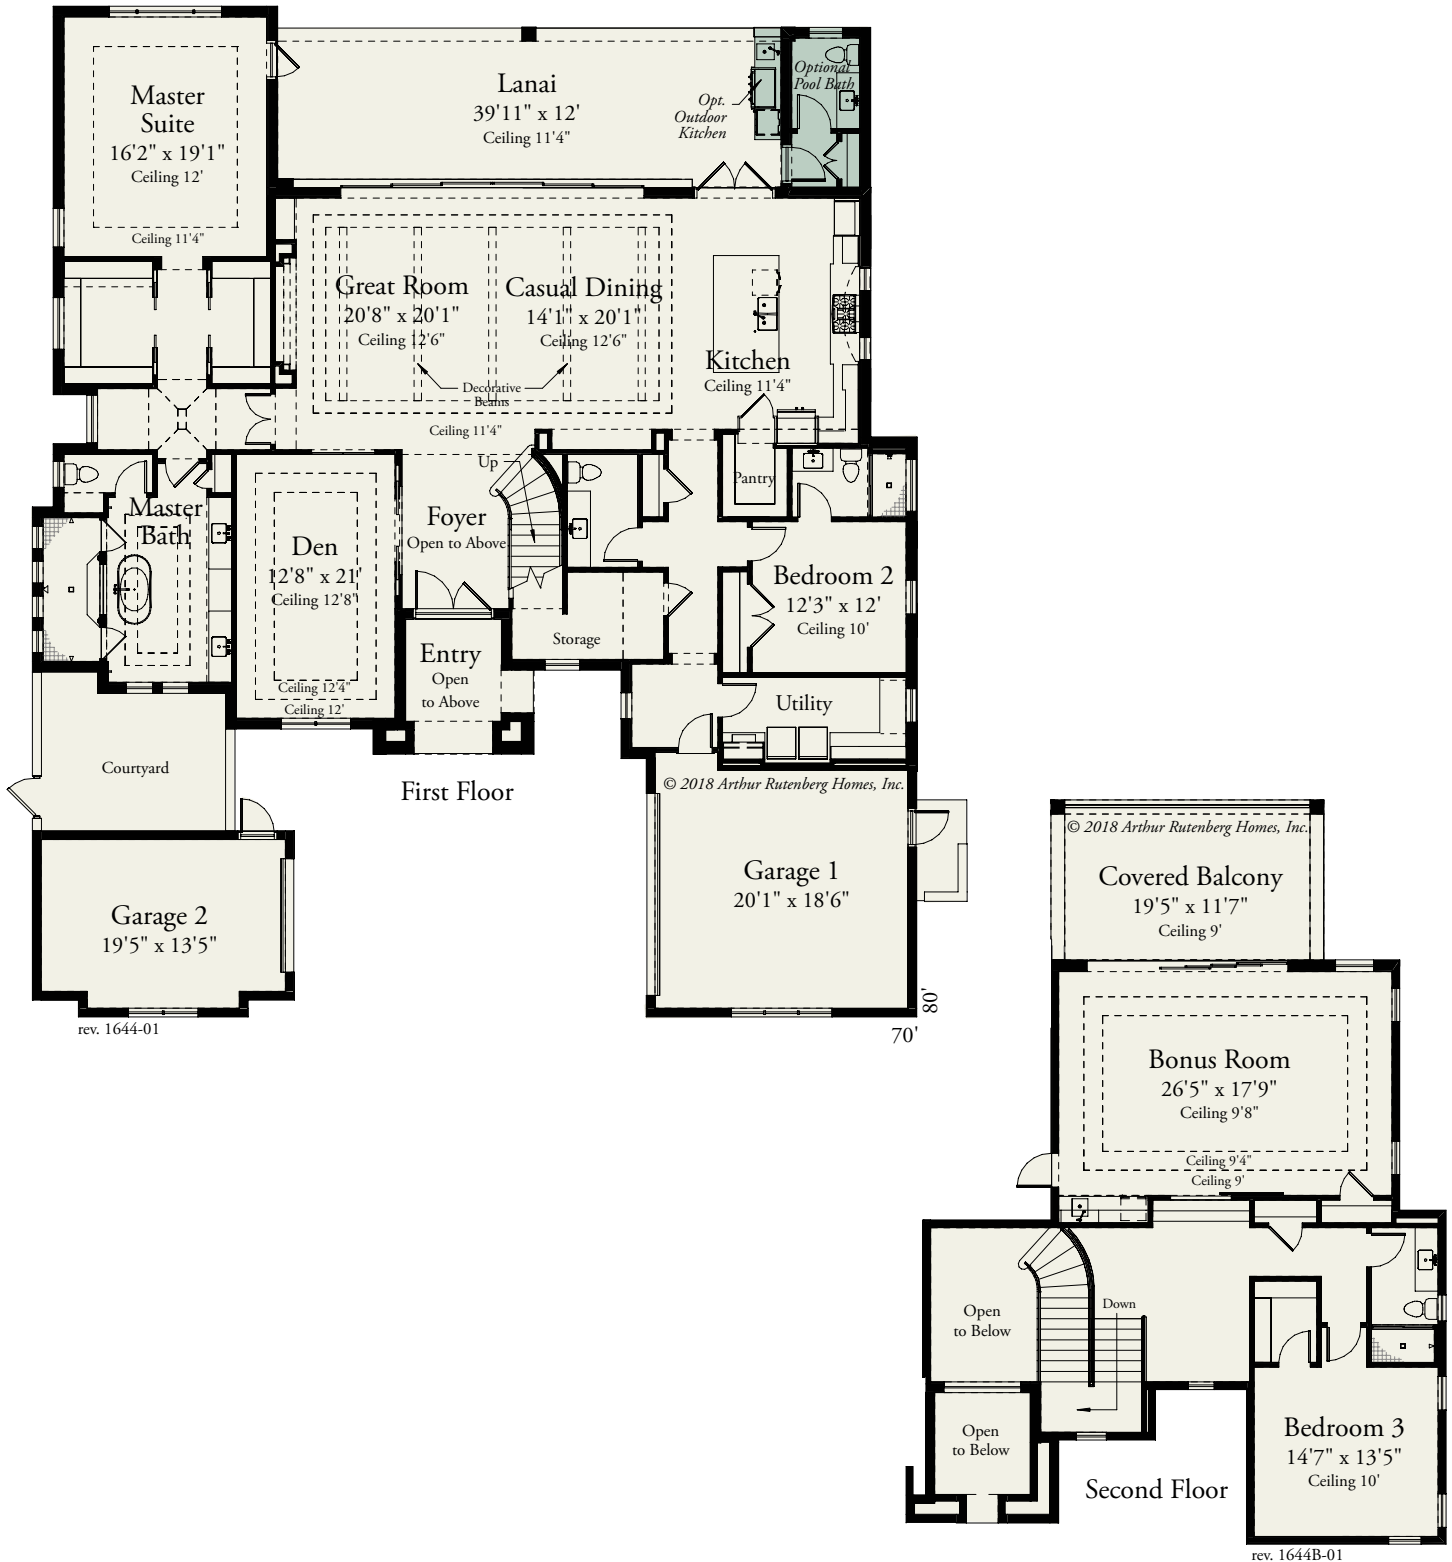 Master
Suite
16'2" x 19'1"
Ceiling 12'
Ceiling 11'4"
Lanai
39'11" x 12'
Ceiling 11'4"
Opt.
Outdoor
Kitchen
Optional
Pool Bath
Great Room
20'8" x 20'1"
Ceiling 12'6"
Casual Dining
14'1" x 20'1"
Ceiling 12'6"
Decorative
Beams
Ceiling 11'4"
Kitchen
Ceiling 11'4"
Pantry
Up
Master
Bath
Den
12'8" x 21'
Ceiling 12'8"
Ceiling 12'4"
Ceiling 12'
Foyer
Open to Above
Entry
Open
to Above
Storage
Bedroom 2
12'3" x 12'
Ceiling 10'
Utility
Courtyard
First Floor
© 2018 Arthur Rutenberg Homes, Inc.
Garage 1
20'1" x 18'6"
Garage 2
19'5" x 13'5"
rev. 1644-01
80'
70'
© 2018 Arthur Rutenberg Homes, Inc.
Covered Balcony
19'5" x 11'7"
Ceiling 9'
Bonus Room
26'5" x 17'9"
Ceiling 9'8"
Ceiling 9'4"
Ceiling 9'
Down
Open
to Below
Open
to Below
Bedroom 3
14'7" x 13'5"
Ceiling 10'
Second Floor
rev. 1644B-01